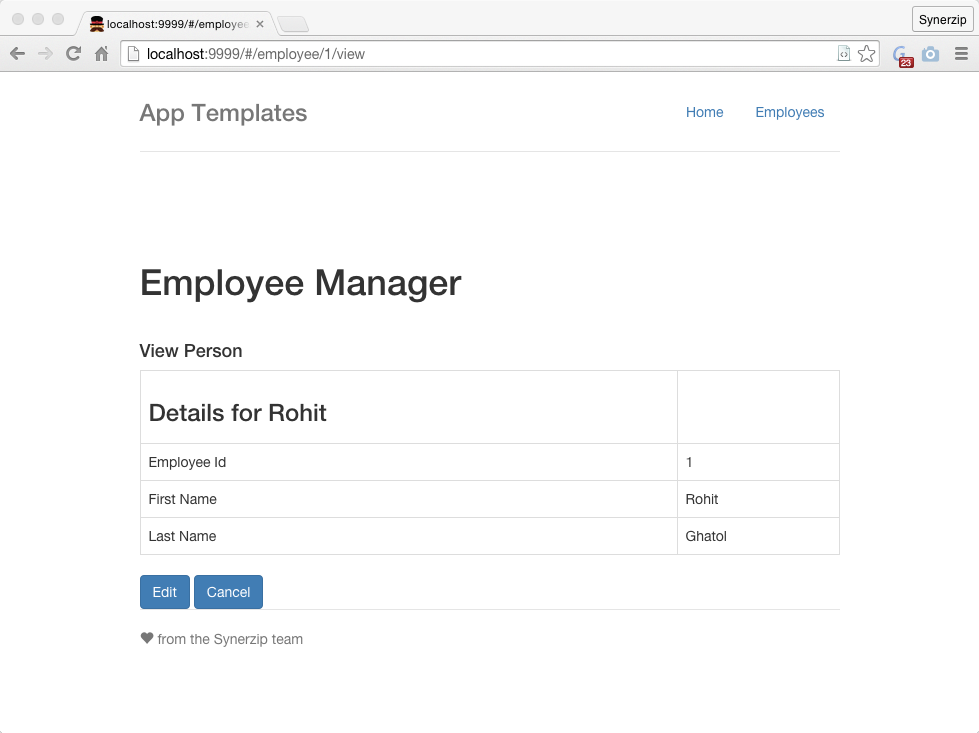 localhost:9999/#/employee
Synerzip
localhost:9999/#/employee/1/view
23
App Templates
Home
Employees
Employee Manager
View Person
Details for Rohit
Employee Id
1
First Name
Rohit
Last Name
Ghatol
Edit
Cancel
from the Synerzip team